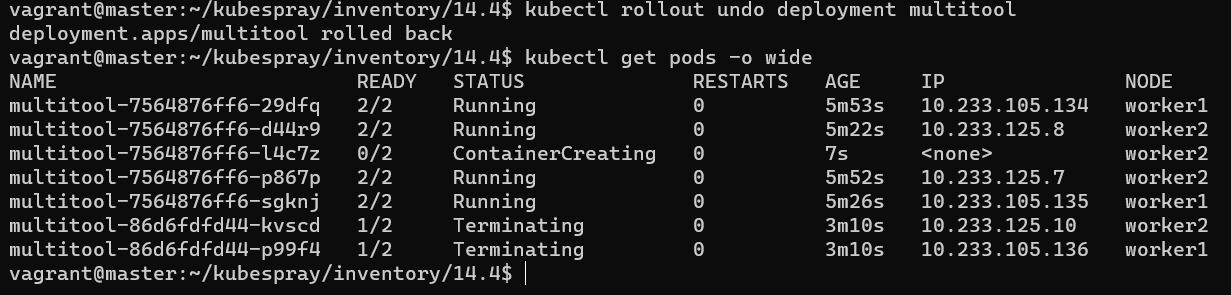 vagrant@master:~/kubespray/inventory/14.4$ kubectl rollout undo deployment multitool
deployment.apps/multitool rolled back
vagrant@master:~/kubespray/inventory/14.4$ kubectl get pods -o wide
NAME                         READY   STATUS              RESTARTS   AGE     IP               NODE
multitool-7564876ff6-29dfq   2/2     Running             0          5m53s   10.233.105.134   worker1
multitool-7564876ff6-d44r9   2/2     Running             0          5m22s   10.233.125.8     worker2
multitool-7564876ff6-l4c7z   0/2     ContainerCreating   0          7s      <none>           worker2
multitool-7564876ff6-p867p   2/2     Running             0          5m52s   10.233.125.7     worker2
multitool-7564876ff6-sgknj   2/2     Running             0          5m26s   10.233.105.135   worker1
multitool-86d6fdfd44-kvscd   1/2     Terminating         0          3m10s   10.233.125.10    worker2
multitool-86d6fdfd44-p99f4   1/2     Terminating         0          3m10s   10.233.105.136   worker1
vagrant@master:~/kubespray/inventory/14.4$